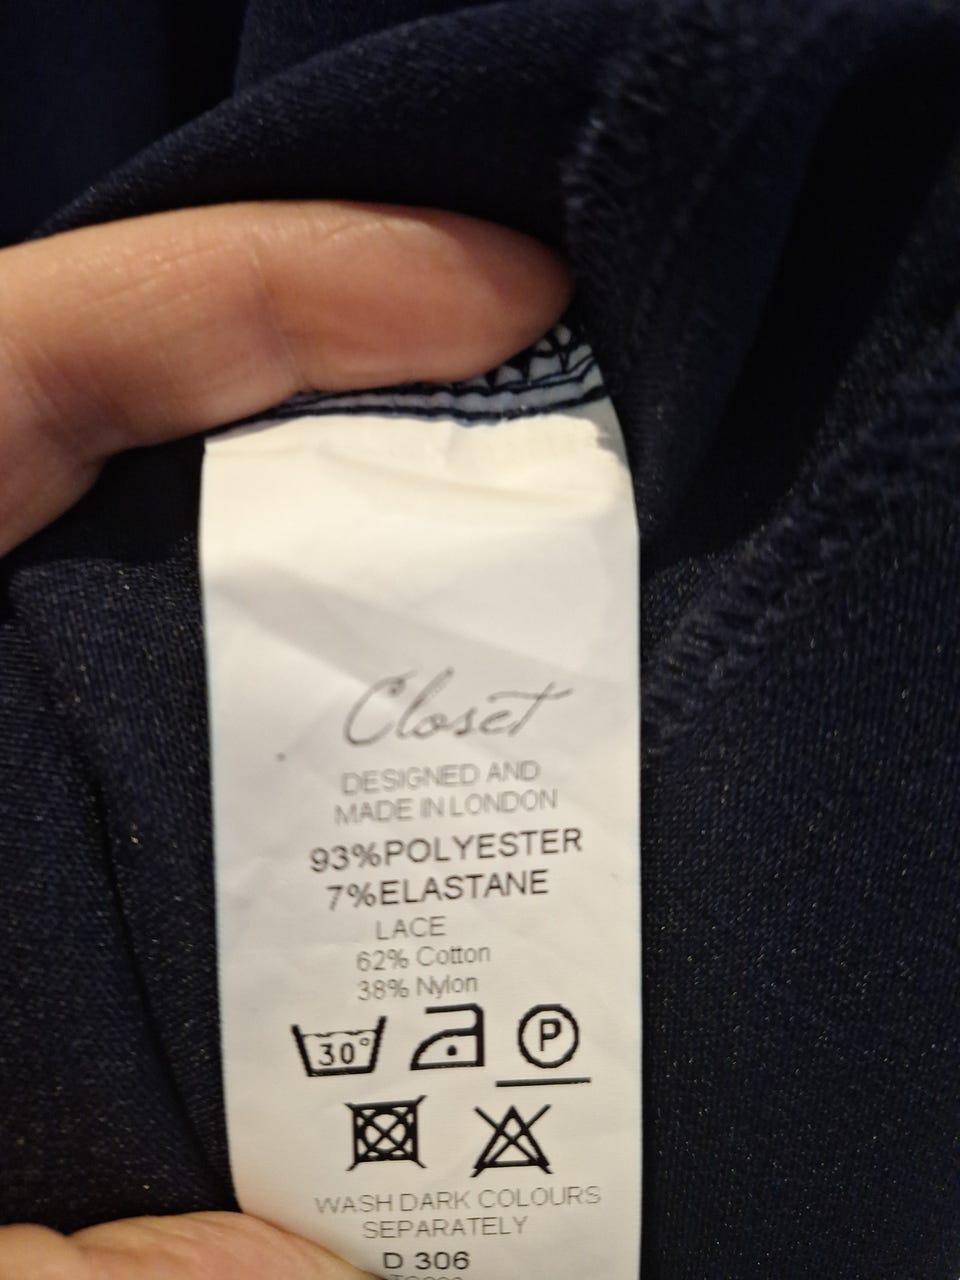 Closet
DESIGNED AND
MADE IN LONDON
93%POLYESTER
7%ELASTANE
LACE
62% Cotton
38% Nylon
30°
P
WASH DARK COLOURS
SEPARATELY
D 306